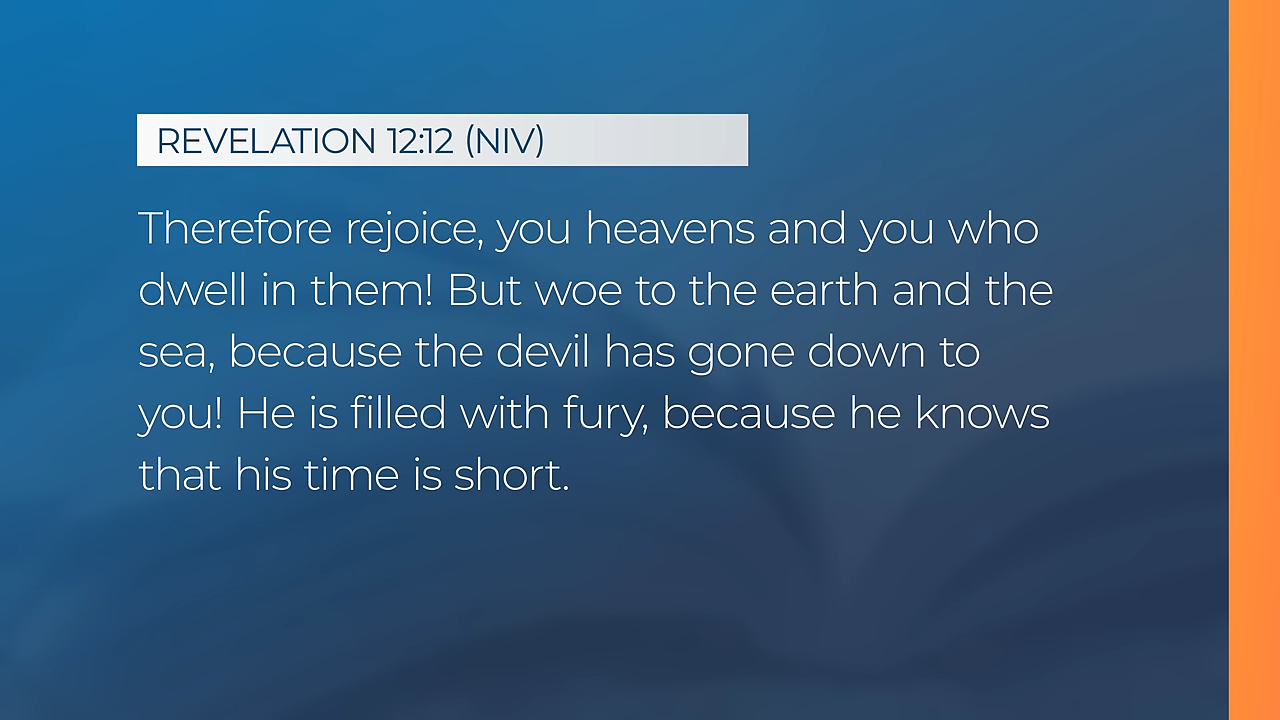 REVELATION 12:12 (NIV)
Therefore rejoice, you heavens and you who
dwell in them! But woe to the earth and the
sea, because the devil has gone down to
you! He is filled with fury, because he knows
that his time is short.